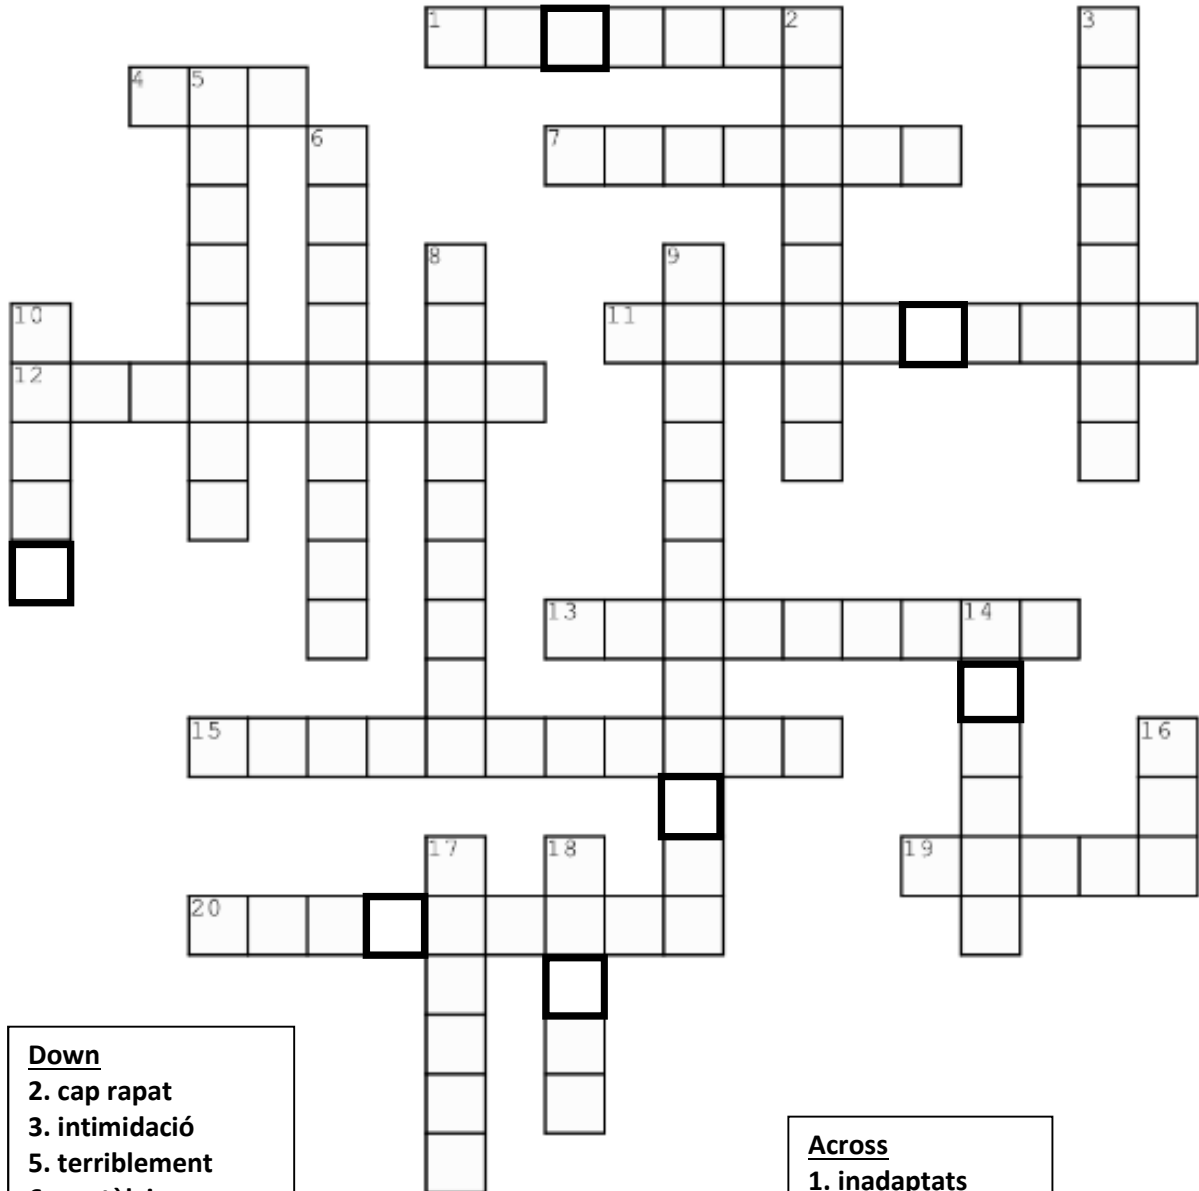 1 2 3
4 5
6 7
8 9
10 11
12
13 14
15 16
17 18 19
20
Down
2. cap rapat
3. intimidació
5. terriblement
Across
1. inadaptats